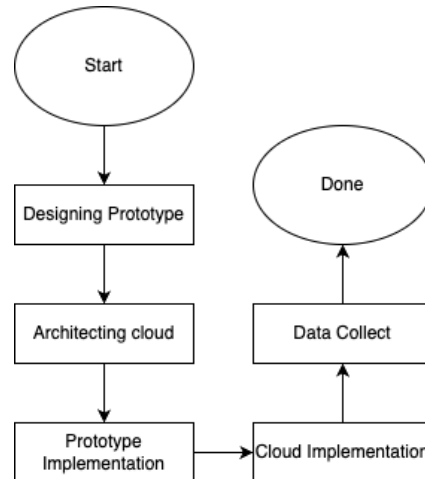 Start
Designing Prototype
Architecting cloud
Prototype
Implementation
Cloud Implementation
Data Collect
Done